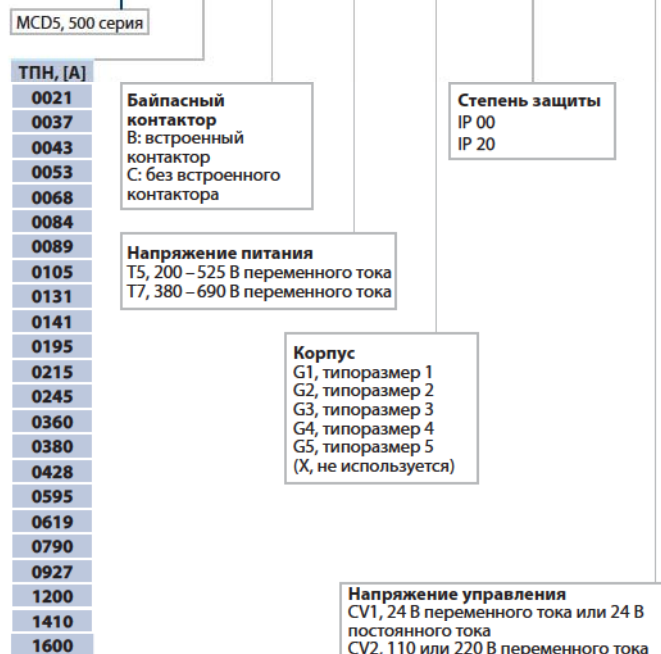 MCD5, 500 серия
ТПН, [А]
0021
0037
0043
0053
0068
0084
0089
0105
0131
0141
0195
0215
0245
0360
0380
0428
0595
0619
0790
0927
1200
1410
1600
Байпасный
контактор
В: встроенный
контактор
С: без встроенного
контактора
Степень защиты
IP 00
IP 20
Напряжение питания
T5, 200 – 525 В переменного тока
T7, 380 – 690 В переменного тока
Корпус
G1, типоразмер 1
G2, типоразмер 2
G3, типоразмер 3
G4, типоразмер 4
G5, типоразмер 5
(X, не используется)
Напряжение управления
CV1, 24 В переменного тока или 24 В
постоянного тока
CV2, 110 или 220 В переменного тока